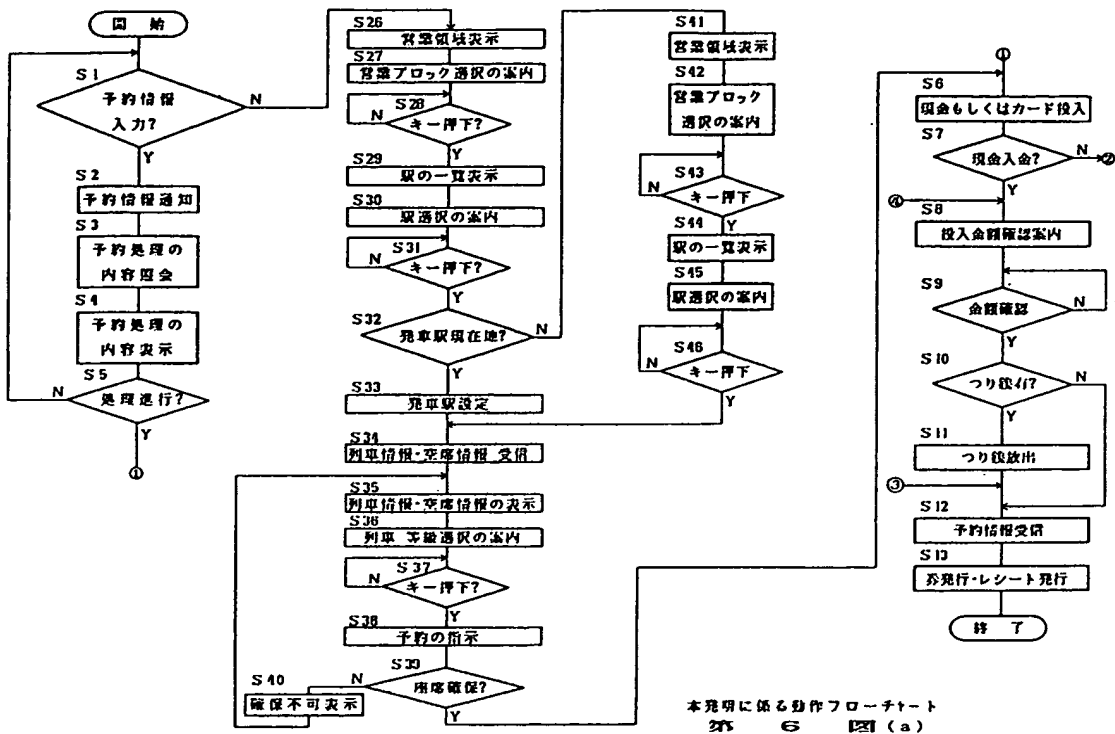 開 始
S1
予約情報
入力?
N
Y
S2
予約情報通知
S3
予約処理の
内容照会
S4
予約処理の
内容表示
S5
処理進行?
N
Y
①
S26
営業領域表示
S27
営業ブロック選択の案内
S28
キー押下?
N
Y
S29
駅の一覧表示
S30
駅選択の案内
S31
キー押下?
N
Y
S32
発車駅現在地?
N
Y
S33
発車駅設定
S34
列車情報・空席情報 受信
S35
列車情報・空席情報の表示
S36
列車 等級選択の案内
S37
キー押下?
N
Y
S38
予約の指示
S39
座席確保?
N
Y
S40
確保不可表示
S41
営業領域表示
S42
営業ブロック
選択の案内
S43
キー押下
N
Y
S44
駅の一覧表示
S45
駅選択の案内
S46
キー押下
N
Y
①
S6
現金もしくはカード投入
S7
現金入金?
N
②
Y
④
S8
投入金額確認案内
S9
金額確認
N
Y
S10
つり銭有?
N
Y
S11
つり銭放出
③
S12
予約情報受信
S13
券発行・レシート発行
終 了
本発明に係る動作フローチャート
第 6 図(a)